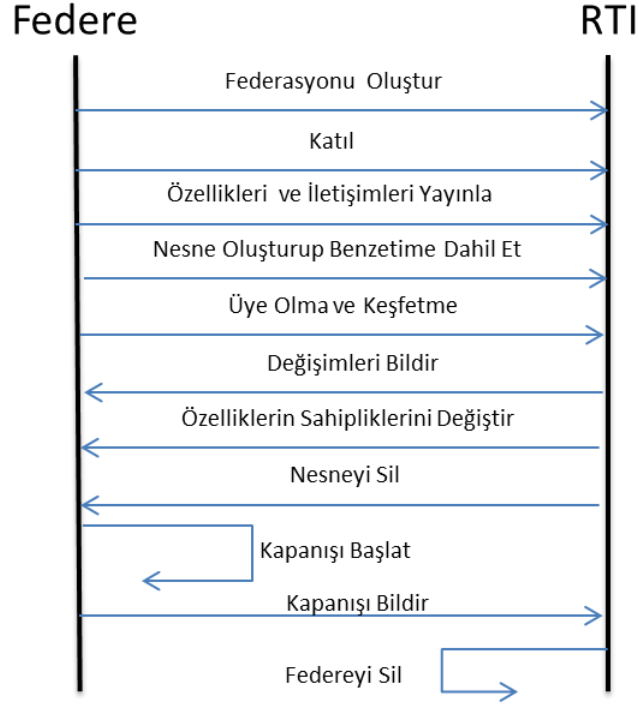 Federe
RTI
Federasyonu Oluştur
Katıl
Özellikleri ve İletişimleri Yayınla
Nesne Oluşturup Benzetime Dahil Et
Üye Olma ve Keşfetme
Değişimleri Bildir
Özelliklerin Sahipliklerini Değiştir
Nesneyi Sil
Kapanışı Başlat
Kapanışı Bildir
Federeyi Sil